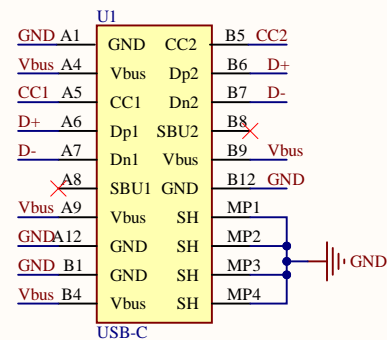 U1
GND A1 GND CC2 B5 CC2
Vbus A4 Vbus Dp2 B6 D+
CC1 A5 CC1 Dn2 B7 D-
D+ A6 Dp1 SBU2 B8
D- A7 Dn1 Vbus B9 Vbus
A8 SBU1 GND B12 GND
Vbus A9 Vbus SH MP1
GND A12 GND SH MP2
GND B1 GND SH MP3 GND
Vbus B4 Vbus SH MP4
USB-C